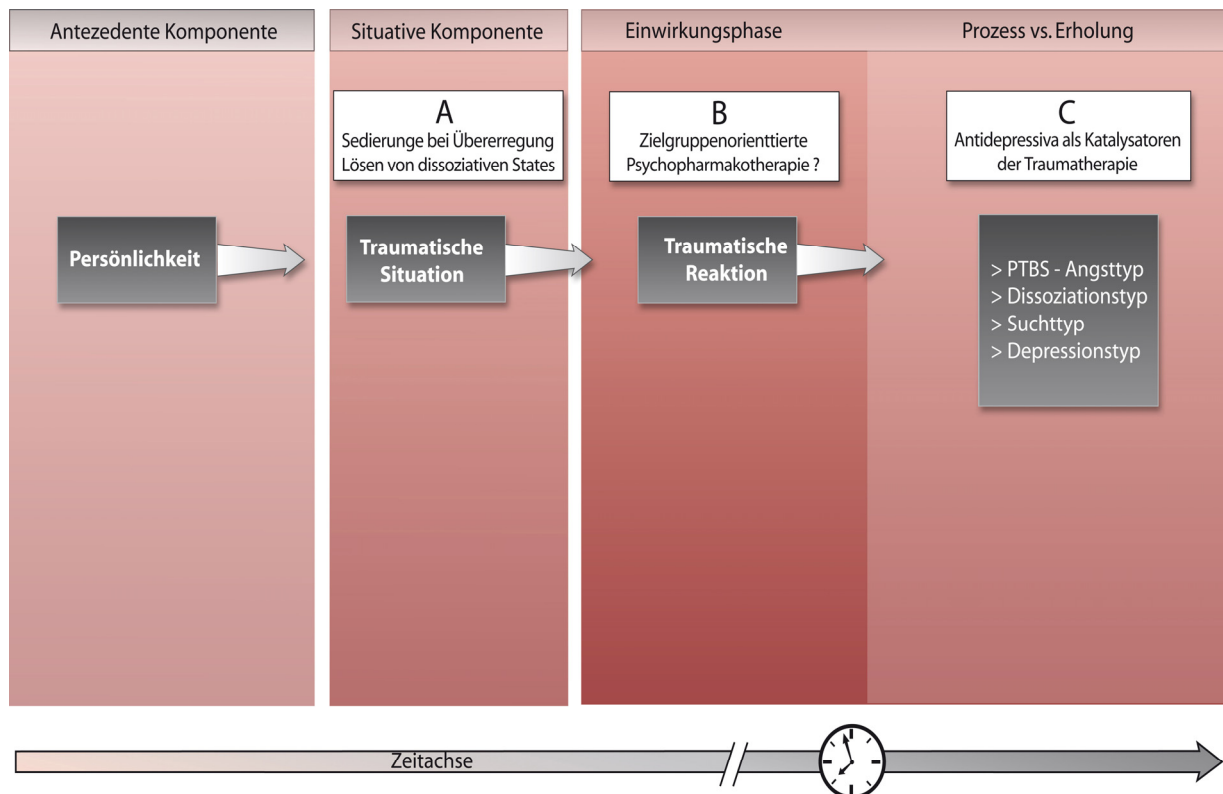 Antezedente Komponente
Situative Komponente
Einwirkungsphase
Prozess vs. Erholung
A
Sedierunge bei Übererregung
Lösen von dissoziativen States
B
Zielgruppenorienttierte
Psychopharmakotherapie ?
C
Antidepressiva als Katalysatoren
der Traumatherapie
Persönlichkeit
Traumatische
Situation
Traumatische
Reaktion
> PTBS - Angsttyp
> Dissoziationstyp
> Suchttyp
> Depressionstyp
Zeitachse